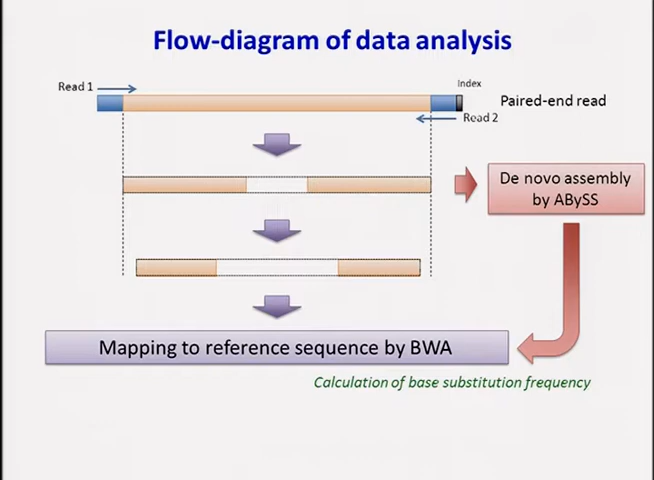 Flow-diagram of data analysis
Read 1
Index
Paired-end read
Read 2
De novo assembly
by ABySS
Mapping to reference sequence by BWA
Calculation of base substitution frequency